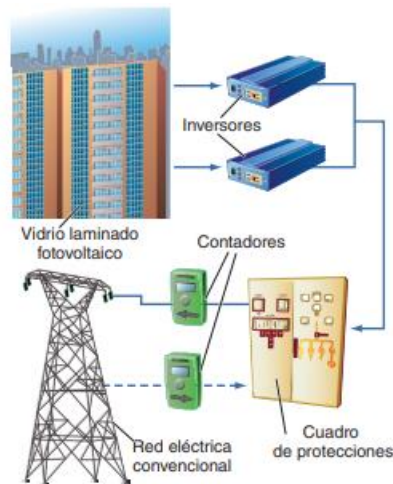 Inversores
Vidrio laminado
fotovoltaico
Contadores
Red eléctrica
convencional
Cuadro
de protecciones